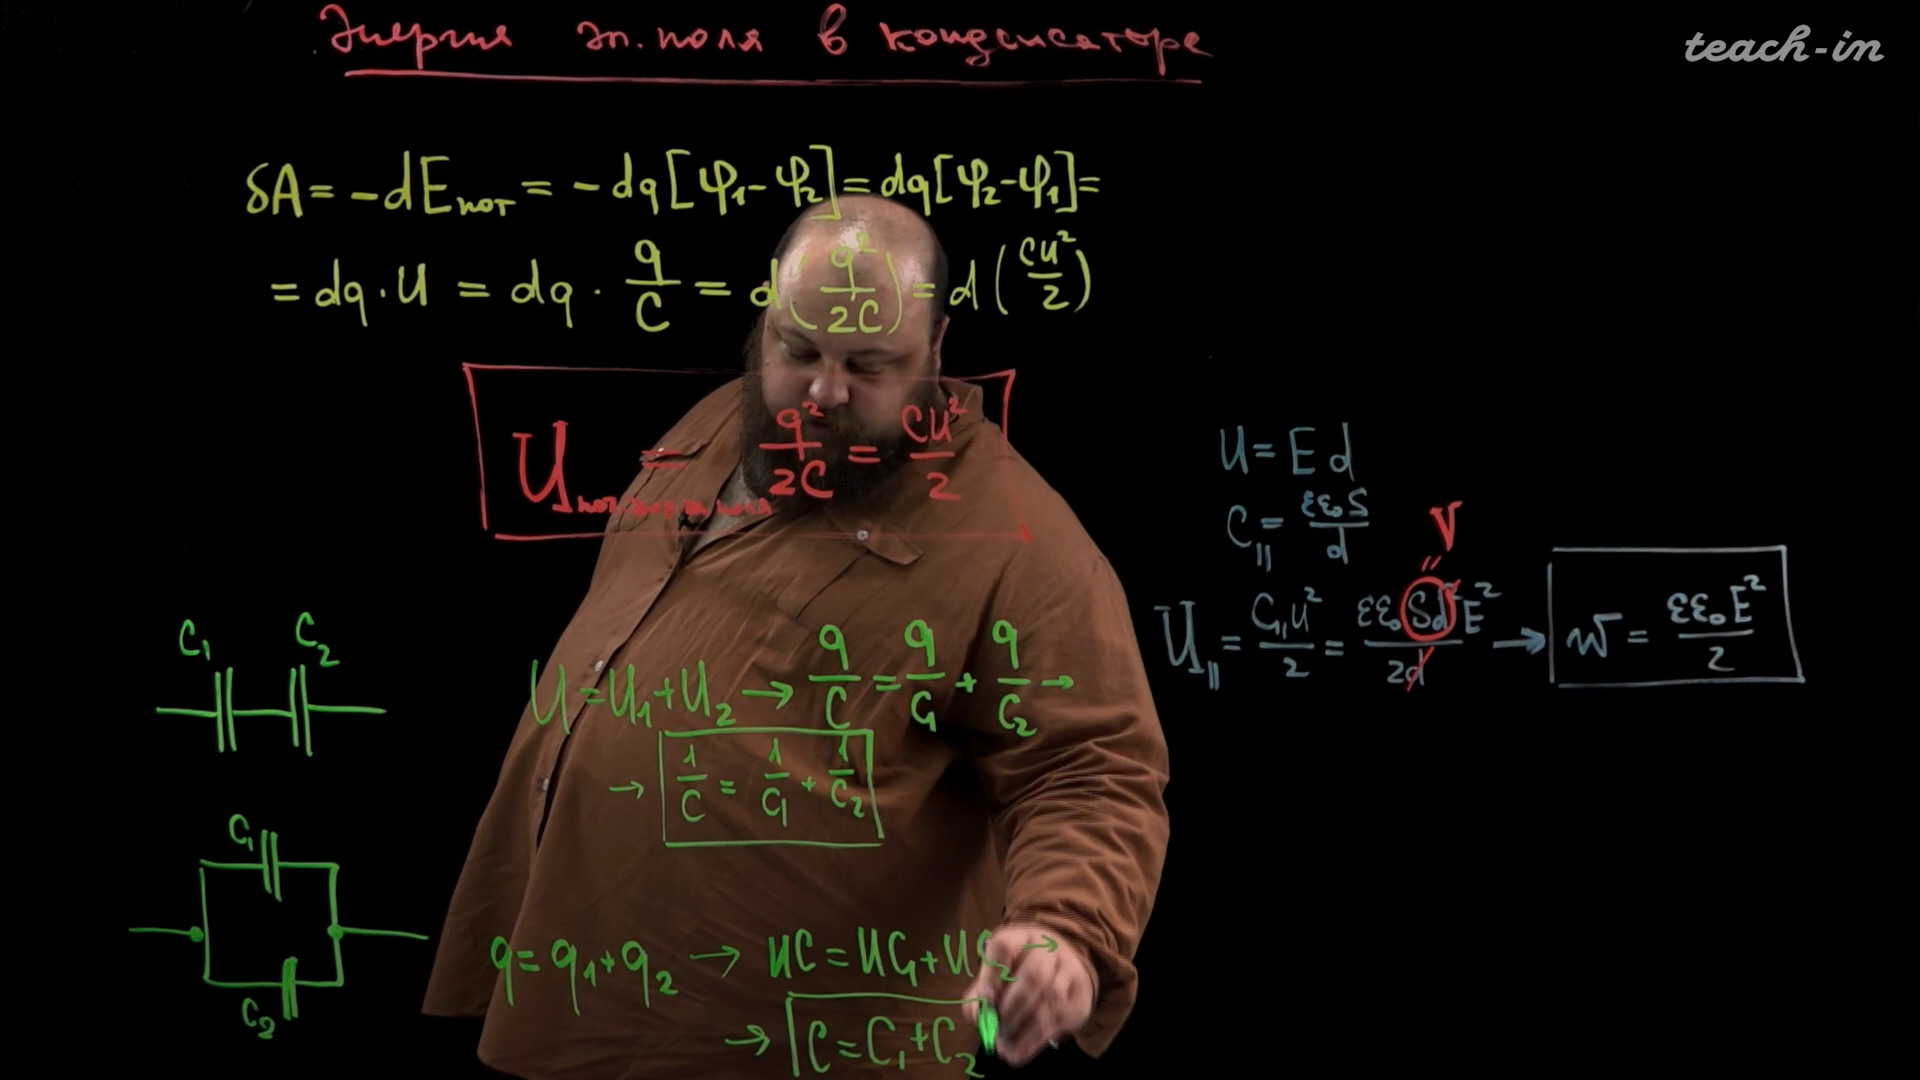 Энергия эл. поля в конденсаторе
teach-in
δA = -dEпот = -dq[φ₁-φ₂] = dq[φ₂-φ₁] =
= dq·U = dq · q/C = d(q²/2C) = d(CU²/2)
U = q²/2C = CU²/2
U = Ed
C|| = εε₀S/d
V
"
U|| = C||U²/2 = εε₀Sd²E²/2d → w = εε₀E²/2
C₁ C₂
U = U₁+U₂ → q/C = q/C₁ + q/C₂ →
→ 1/C = 1/C₁ + 1/C₂
C₁
q = q₁+q₂ → UC = UC₁+UC₂ →
C₂
→ C = C₁+C₂